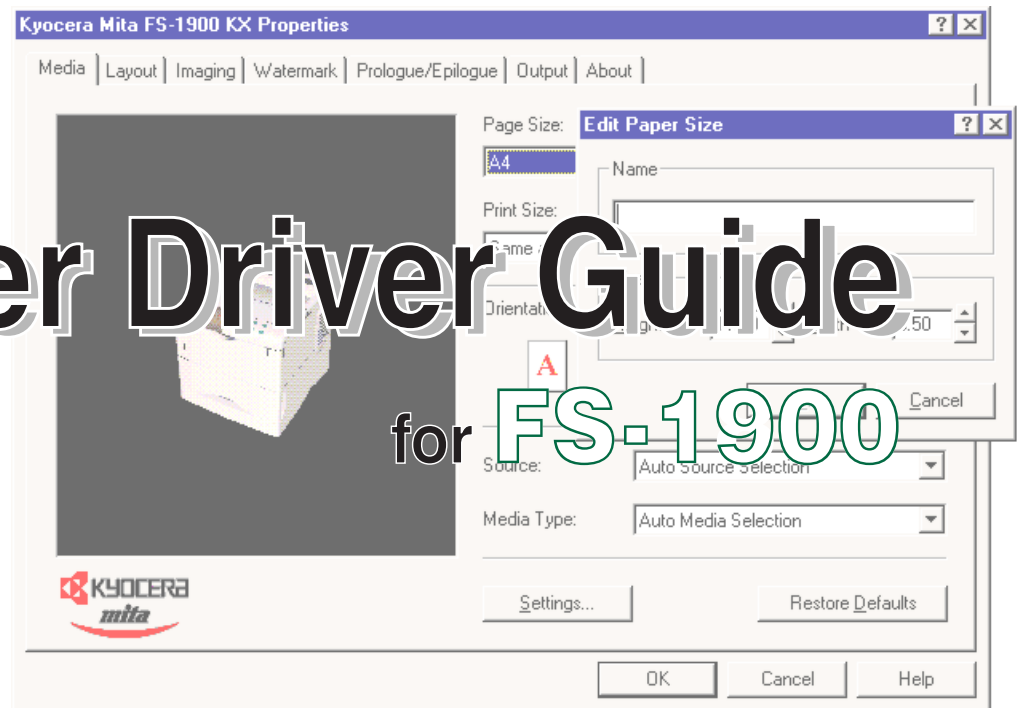 Kyocera Mita FS-1900 KX Properties
Media Layout Imaging Watermark Prologue/Epilogue Output About
Page Size:
A4
Print Size:
Edit Paper Size
Name
er Driver Guide
.50
A
for FS-1900
Cancel
Source: Auto Source Selection
Media Type: Auto Media Selection
KYOCERA
mita
Settings... Restore Defaults
OK Cancel Help